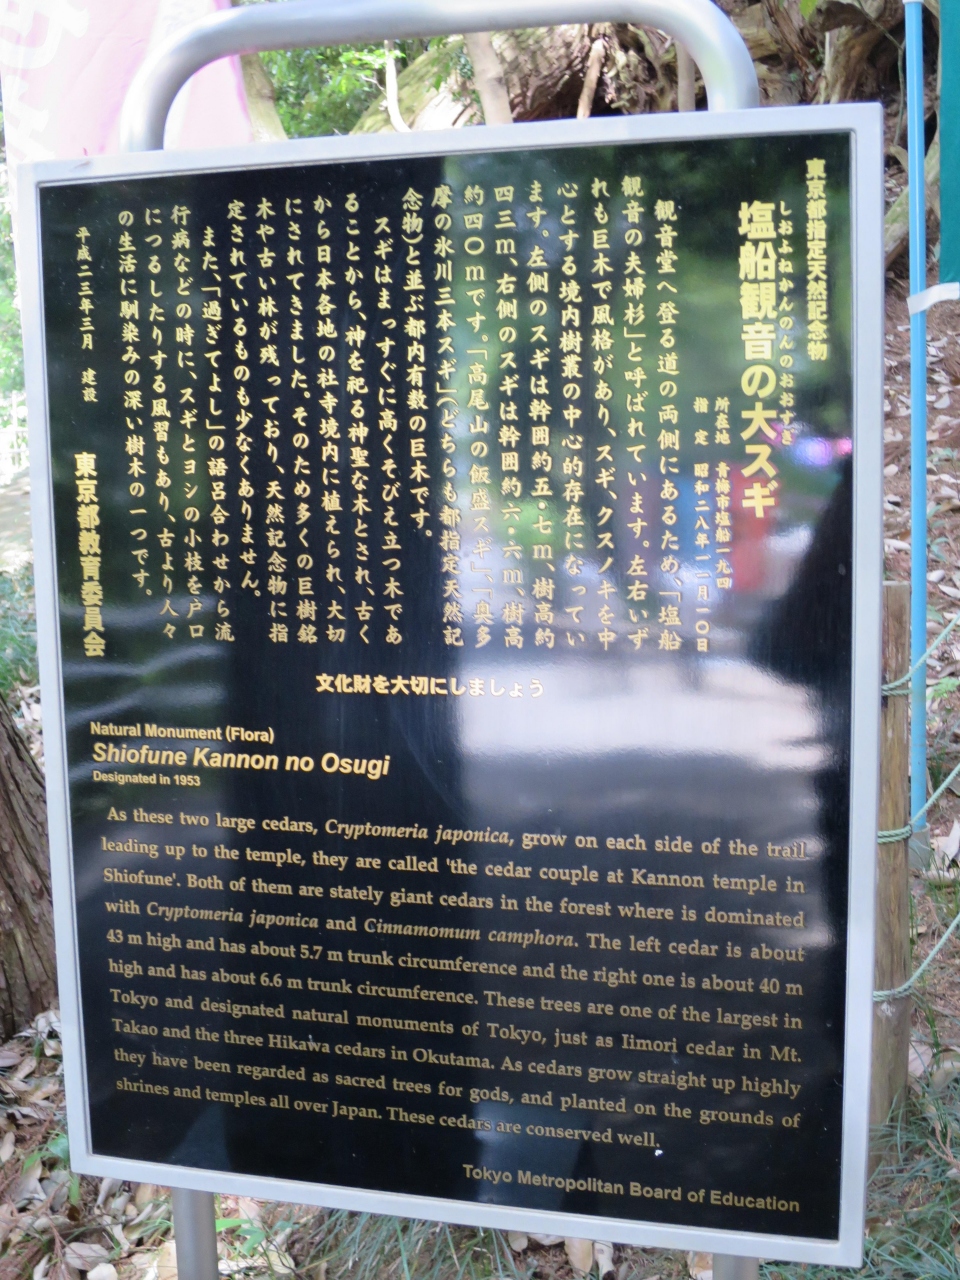 東京都指定天然記念物
しおふねかんのんのおおすぎ
塩船観音の大スギ
所在地　青梅市塩船一九四
指　定　昭和二八年一一月一〇日
観音堂へ登る道の両側にあるため、「塩船
観音の夫婦杉」と呼ばれています。左右いず
れも巨木で風格があり、スギ、クスノキを中
心とする境内樹叢の中心的存在になってい
ます。左側のスギは幹囲約五・七m、樹高約
四三m、右側のスギは幹囲約六・六m、樹高
約四〇mです。「高尾山の飯盛スギ」、「奥多
摩の氷川三本スギ」(どちらも都指定天然記
念物)と並ぶ都内有数の巨木です。
スギはまっすぐに高くそびえ立つ木であ
ることから、神を祀る神聖な木とされ、古く
から日本各地の社寺境内に植えられ、大切
にされてきました。そのため多くの巨樹銘
木や古い林が残っており、天然記念物に指
定されているものも少なくありません。
また、「過ぎてよし」の語呂合わせから流
行病などの時に、スギとヨシの小枝を戸口
につるしたりする風習もあり、古より人々
の生活に馴染みの深い樹木の一つです。
平成二三年三月　建設
東京都教育委員会
文化財を大切にしましょう
Natural Monument (Flora)
Shiofune Kannon no Osugi
Designated in 1953
As these two large cedars, Cryptomeria japonica, grow on each side of the trail
leading up to the temple, they are called 'the cedar couple at Kannon temple in
Shiofune'. Both of them are stately giant cedars in the forest where is dominated
with Cryptomeria japonica and Cinnamomum camphora. The left cedar is about
43 m high and has about 5.7 m trunk circumference and the right one is about 40 m
high and has about 6.6 m trunk circumference. These trees are one of the largest in
Tokyo and designated natural monuments of Tokyo, just as Iimori cedar in Mt.
Takao and the three Hikawa cedars in Okutama. As cedars grow straight up highly
they have been regarded as sacred trees for gods, and planted on the grounds of
shrines and temples all over Japan. These cedars are conserved well.
Tokyo Metropolitan Board of Education